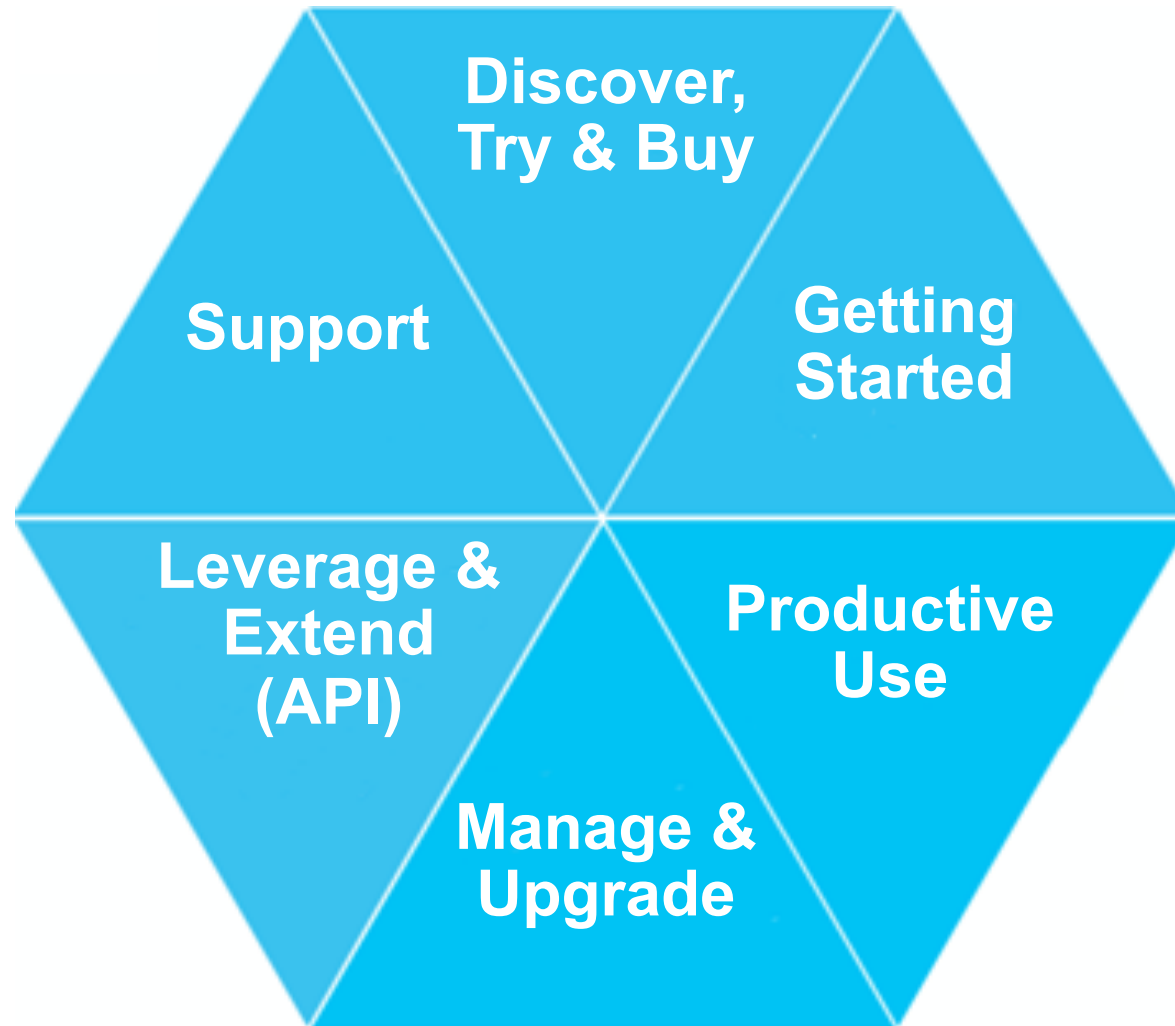 Discover,
Try & Buy
Getting
Started
Productive
Use
Manage &
Upgrade
Leverage &
Extend
(API)
Support